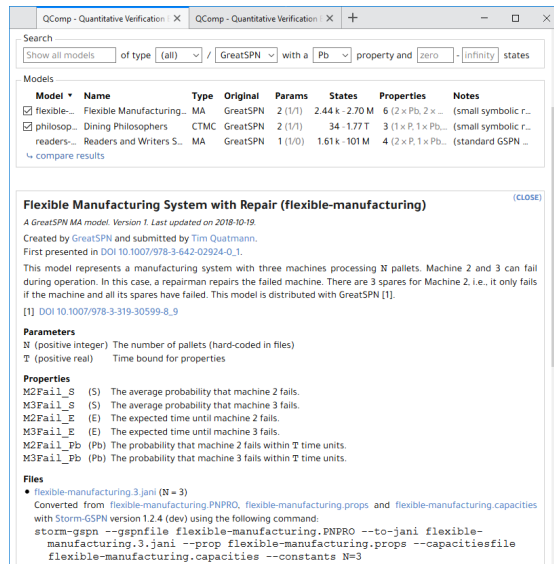 QComp - Quantitative Verification QComp - Quantitative Verification
Search
Show all models of type (all) / GreatSPN with a Pb property and zero - infinity states
Models
Model Name Type Original Params States Properties Notes
flexible-... Flexible Manufacturing... MA GreatSPN 2 (1/1) 2.44 k - 2.70 M 6 (2 × Pb, 2 × ... (small symbolic r...
philosop... Dining Philosophers CTMC GreatSPN 2 (1/1) 34 - 1.77 T 3 (1 × P, 1 × Pb,... (small symbolic r...
readers-... Readers and Writers S... MA GreatSPN 1 (1/0) 1.61 k - 101 M 4 (2 × P, 1 × Pb... (standard GSPN ...
compare results
(CLOSE)
Flexible Manufacturing System with Repair (flexible-manufacturing)
A GreatSPN MA model. Version 1. Last updated on 2018-10-19.
Created by GreatSPN and submitted by Tim Quatmann.
First presented in DOI 10.1007/978-3-642-02924-0_1.
This model represents a manufacturing system with three machines processing N pallets. Machine 2 and 3 can fail
during operation. In this case, a repairman repairs the failed machine. There are 3 spares for Machine 2, i.e., it only fails
if the machine and all its spares have failed. This model is distributed with GreatSPN [1].
[1] DOI 10.1007/978-3-319-30599-8_9
Parameters
N (positive integer) The number of pallets (hard-coded in files)
T (positive real) Time bound for properties
Properties
M2Fail_S (S) The average probability that machine 2 fails.
M3Fail_S (S) The average probability that machine 3 fails.
M2Fail_E (E) The expected time until machine 2 fails.
M3Fail_E (E) The expected time until machine 3 fails.
M2Fail_Pb (Pb) The probability that machine 2 fails within T time units.
M3Fail_Pb (Pb) The probability that machine 3 fails within T time units.
Files
• flexible-manufacturing.3.jani (N = 3)
Converted from flexible-manufacturing.PNPRO, flexible-manufacturing.props and flexible-manufacturing.capacities
with Storm-GSPN version 1.2.4 (dev) using the following command:
storm-gspn --gspnfile flexible-manufacturing.PNPRO --to-jani flexible-
manufacturing.3.jani --prop flexible-manufacturing.props --capacitiesfile
flexible-manufacturing.capacities --constants N=3